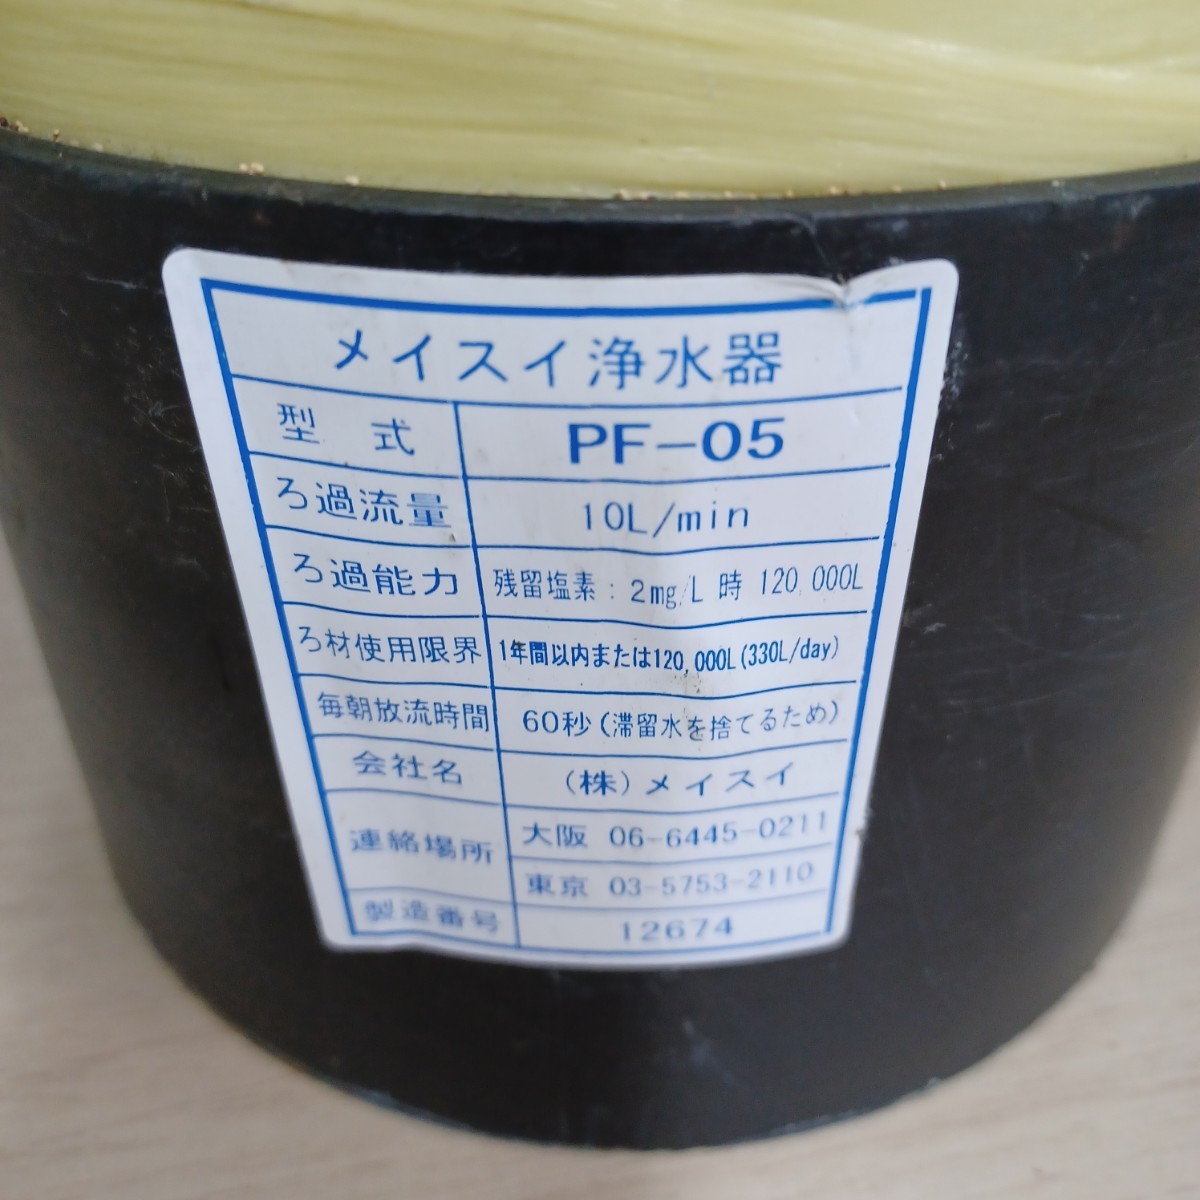 メイスイ浄水器
型 式 PF-05
ろ過流量 10L/min
ろ過能力 残留塩素：2mg/L 時 120,000L
ろ材使用限界 1年間以内または120,000L(330L/day)
毎朝放流時間 60秒(滞留水を捨てるため)
会社名 (株)メイスイ
連絡場所 大阪 06-6445-0211
東京 03-5753-2110
製造番号 12674